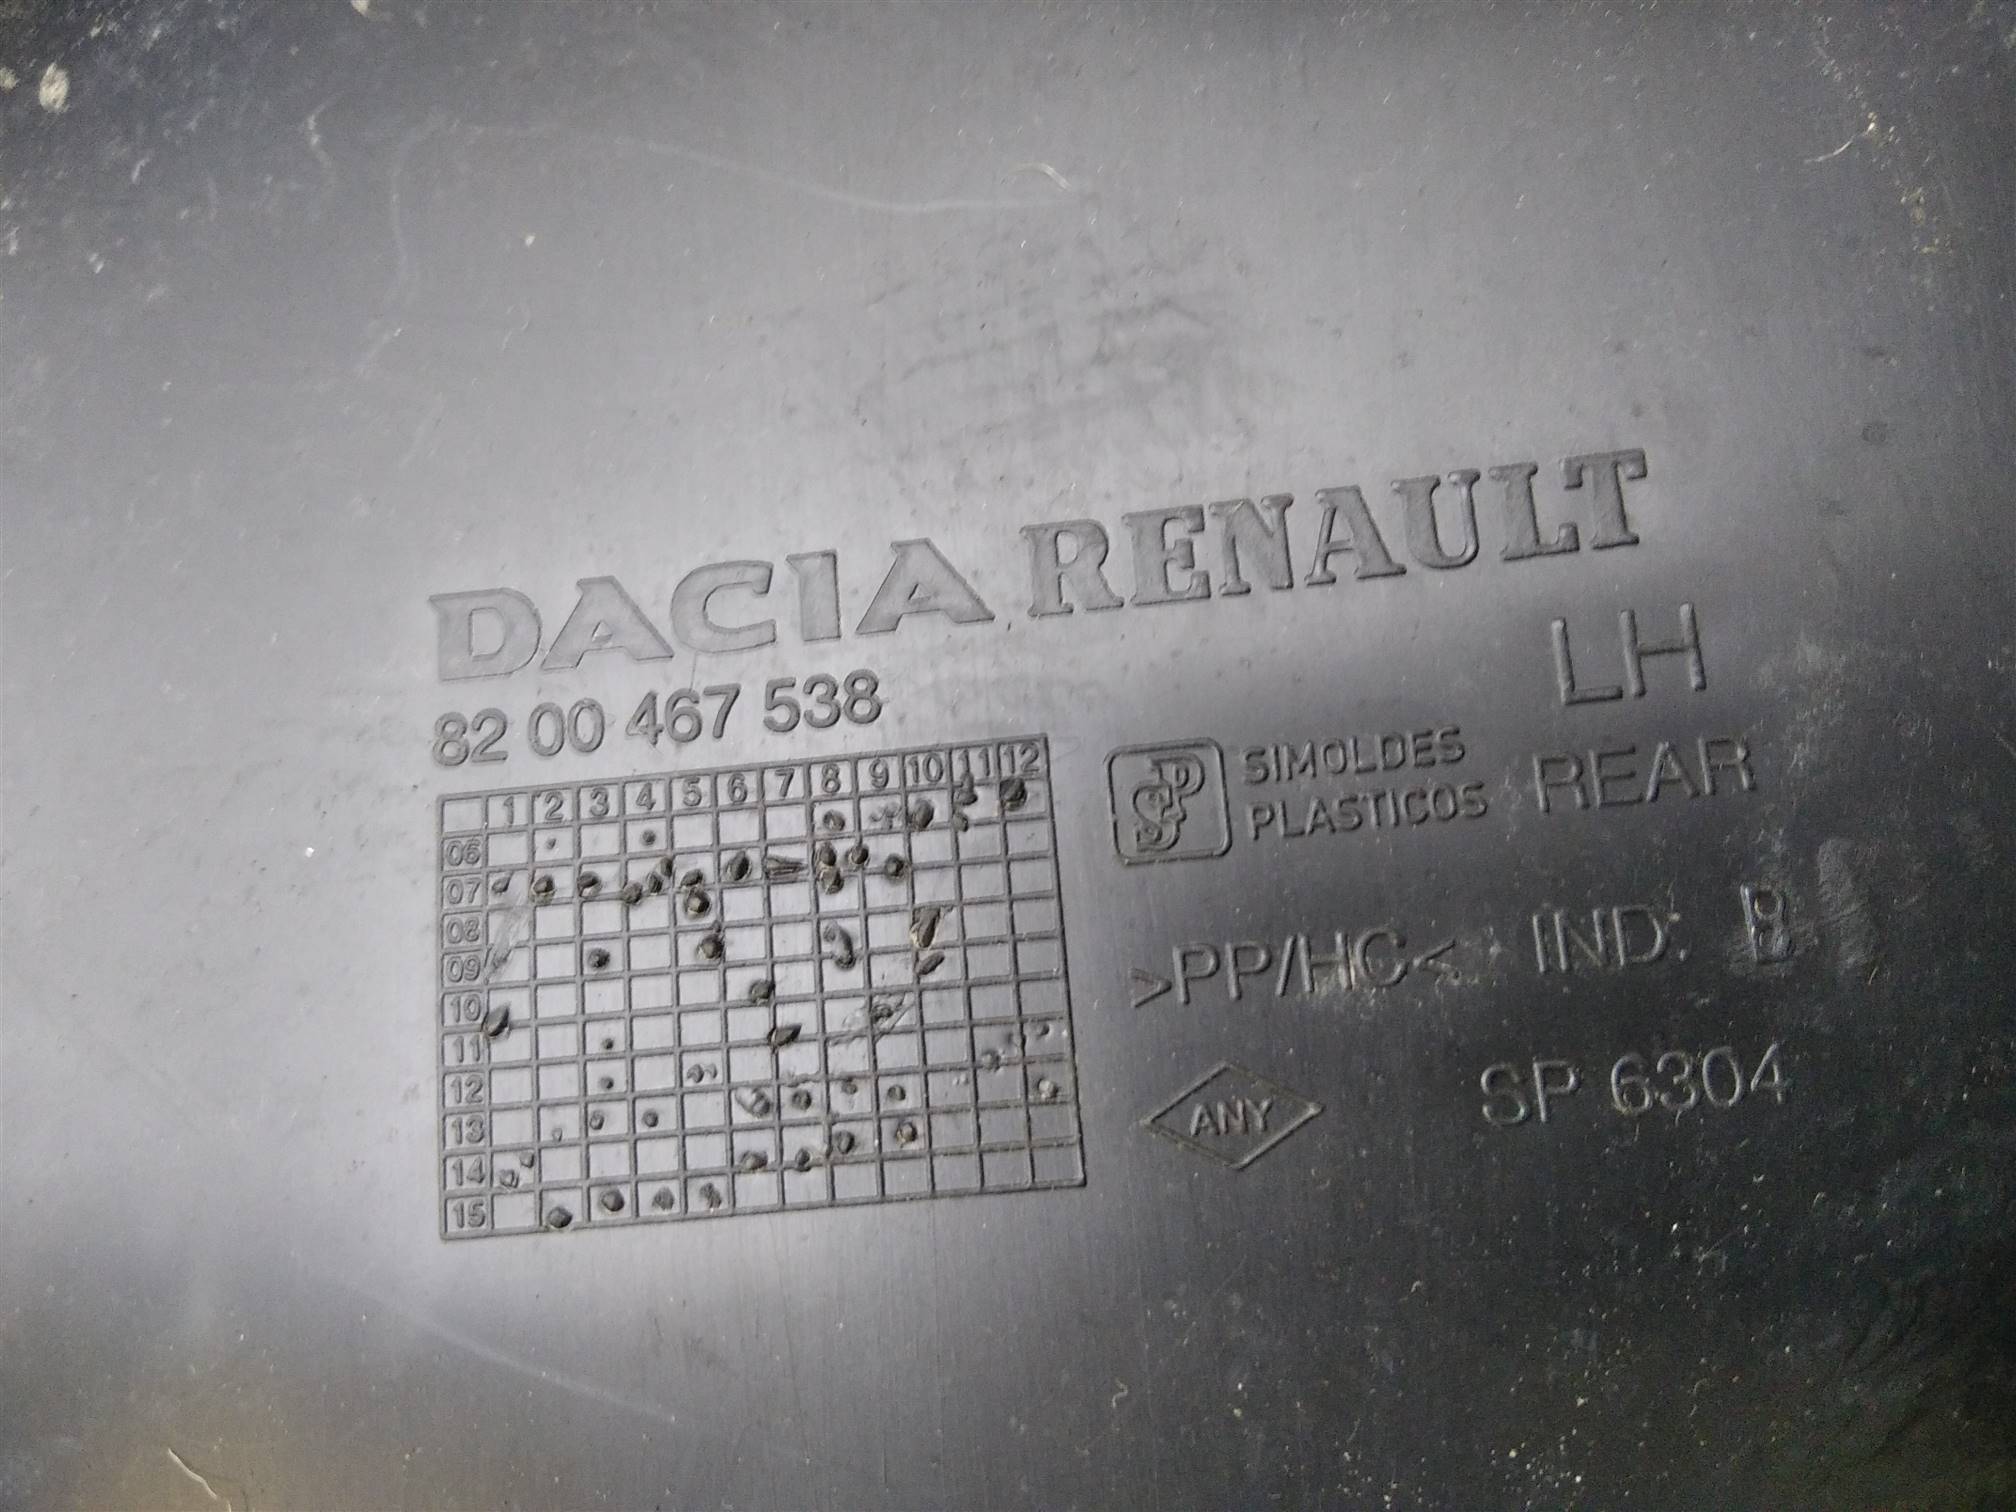 DACIA RENAULT
82 00 467 538
LH
SIMOLDES
PLASTICOS
REAR
1 2 3 4 5 6 7 8 9 10 11 12
06
07
08
09
10
11
12
13
14
15
>PP/HC< IND: B
ANY
SP 6304